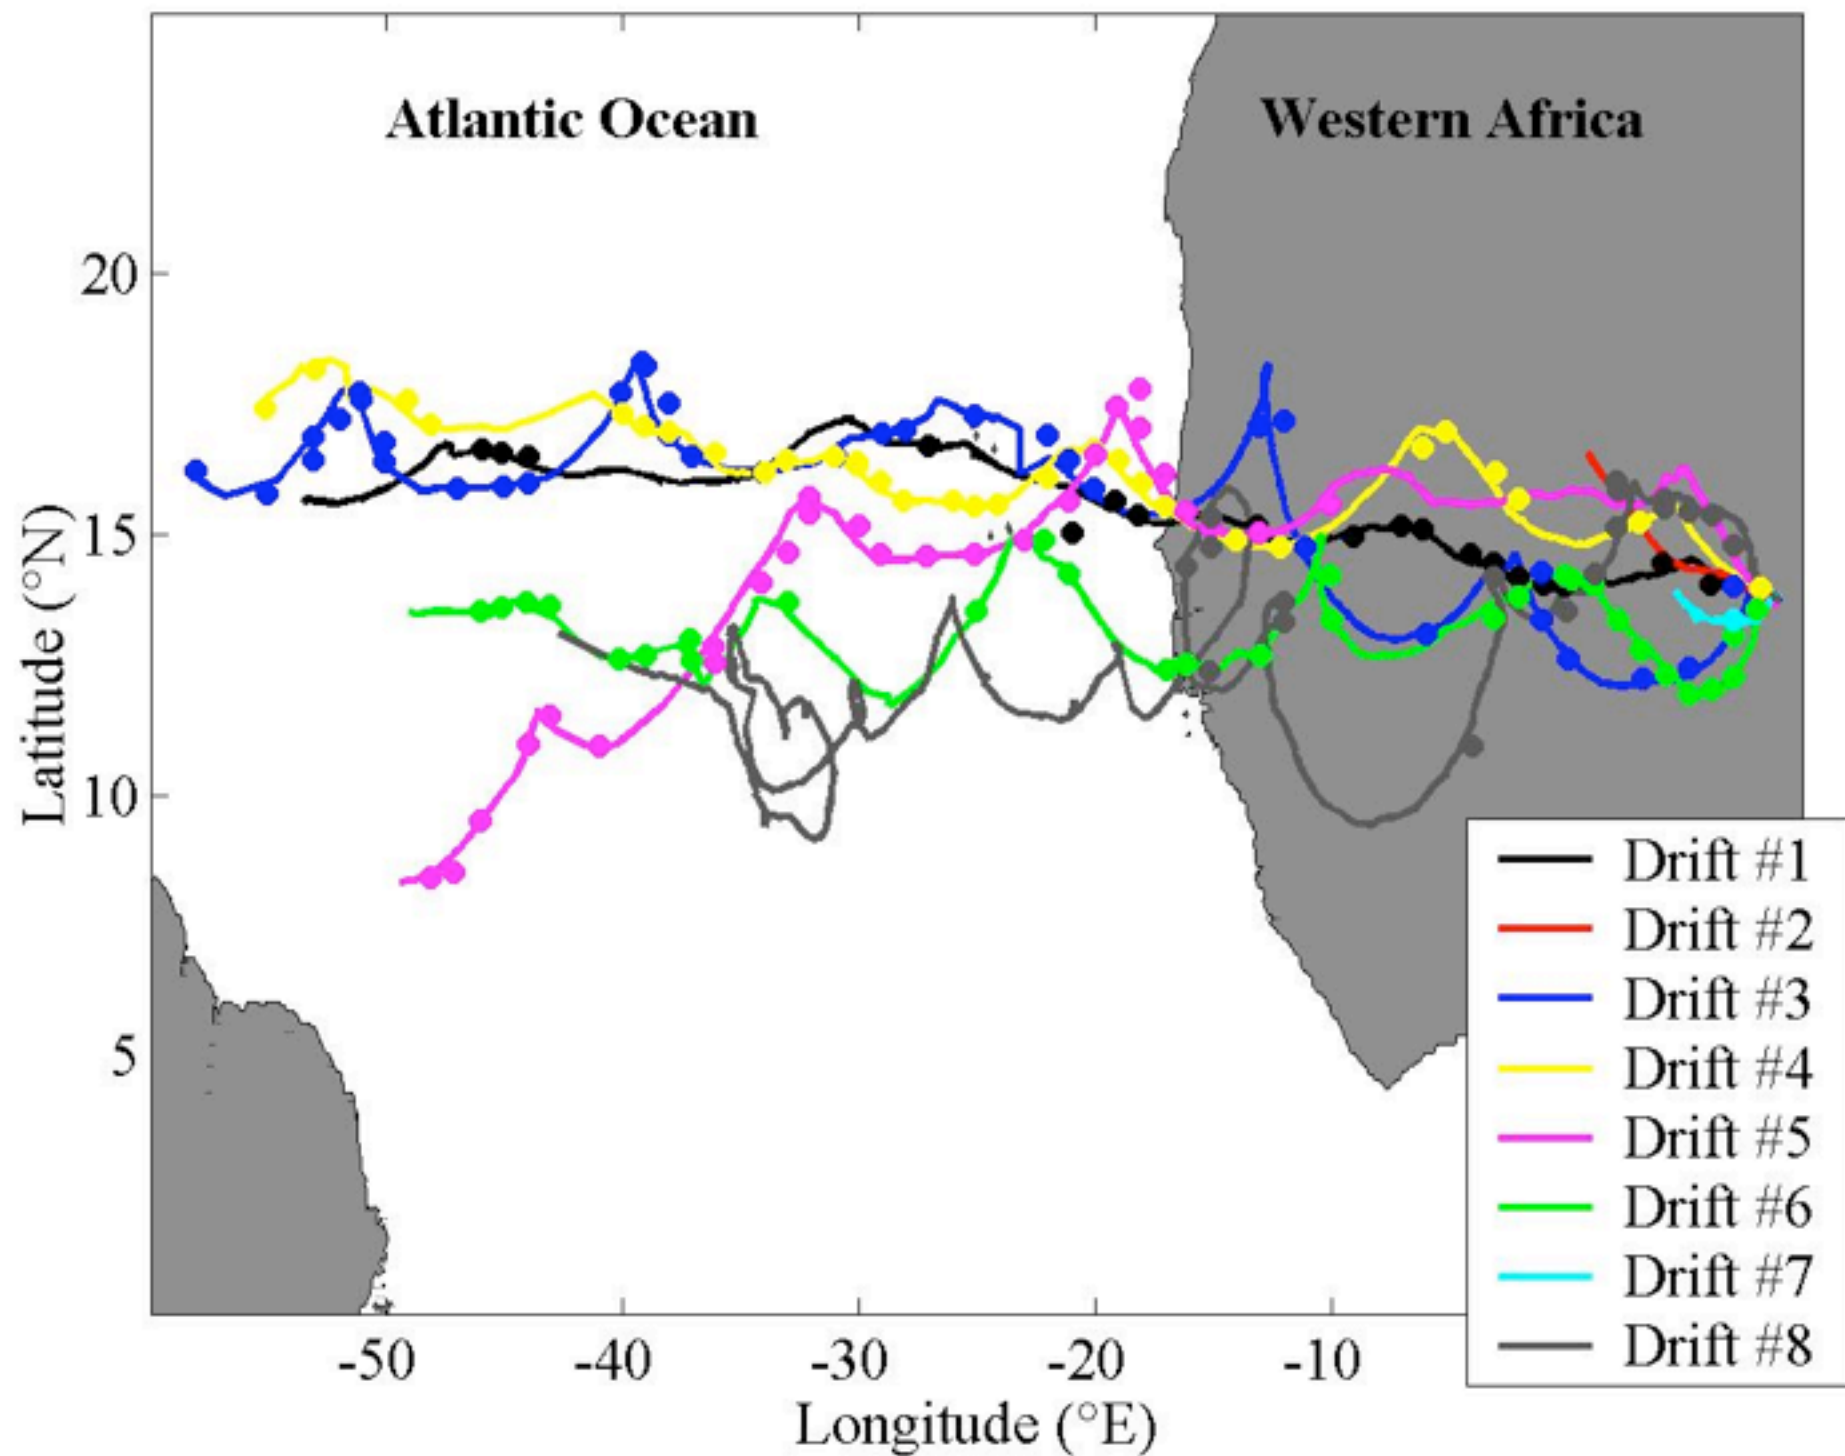 Atlantic Ocean
Western Africa
20
15
10
5
Latitude (°N)
-50
-40
-30
-20
-10
Longitude (°E)
Drift #1
Drift #2
Drift #3
Drift #4
Drift #5
Drift #6
Drift #7
Drift #8